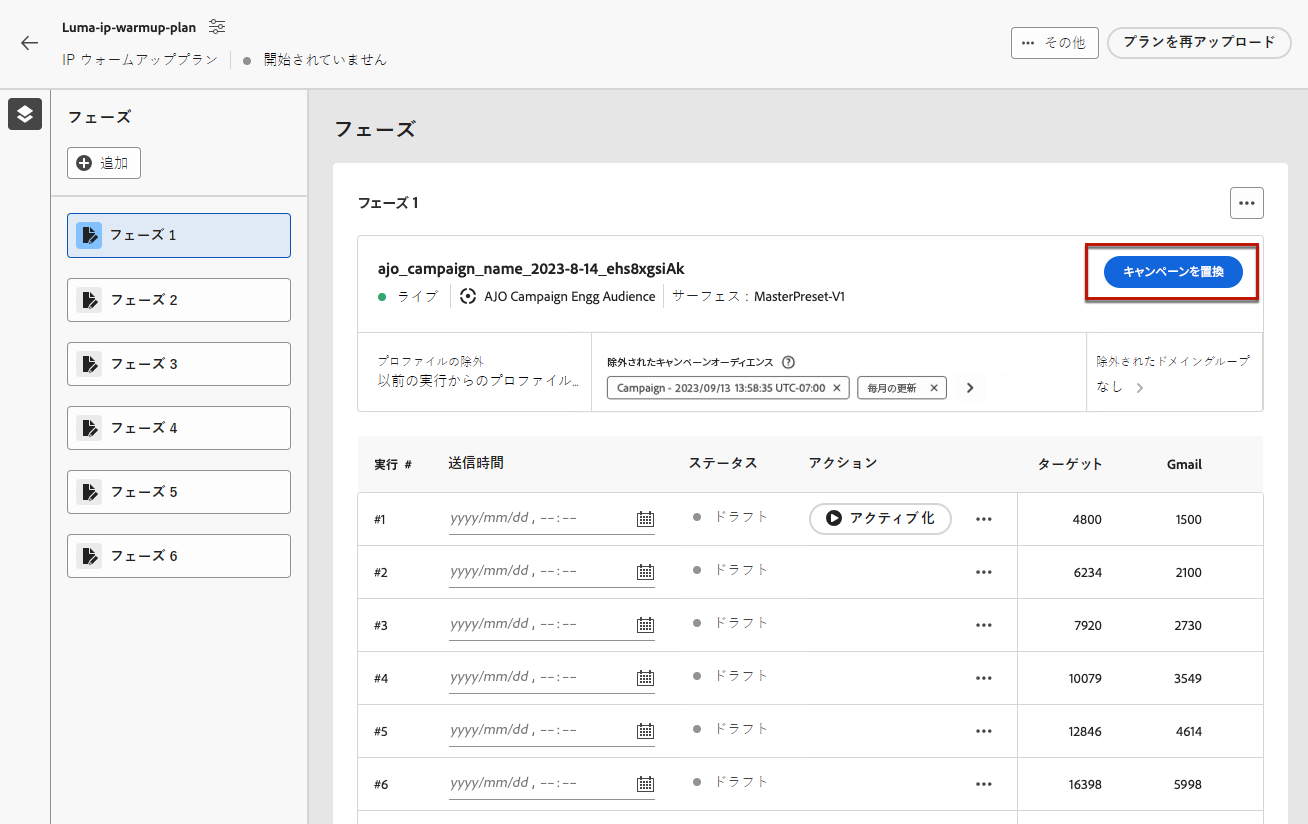 Luma-ip-warmup-plan
IP ウォームアッププラン
開始されていません
その他
プランを再アップロード
フェーズ
追加
フェーズ 1
フェーズ 2
フェーズ 3
フェーズ 4
フェーズ 5
フェーズ 6
フェーズ
フェーズ 1
ajo_campaign_name_2023-8-14_ehs8xgsiAk
ライブ AJO Campaign Engg Audience サーフェス : MasterPreset-V1
キャンペーンを置換
プロファイルの除外
以前の実行からのプロファイル...
除外されたキャンペーンオーディエンス
Campaign - 2023/09/13 13:58:35 UTC-07:00 毎月の更新
除外されたドメイングループ
なし
実行 # 送信時間 ステータス アクション ターゲット Gmail
#1 yyyy/mm/dd , --:-- ドラフト アクティブ化 4800 1500
#2 yyyy/mm/dd , --:-- ドラフト 6234 2100
#3 yyyy/mm/dd , --:-- ドラフト 7920 2730
#4 yyyy/mm/dd , --:-- ドラフト 10079 3549
#5 yyyy/mm/dd , --:-- ドラフト 12846 4614
#6 yyyy/mm/dd , --:-- ドラフト 16398 5998